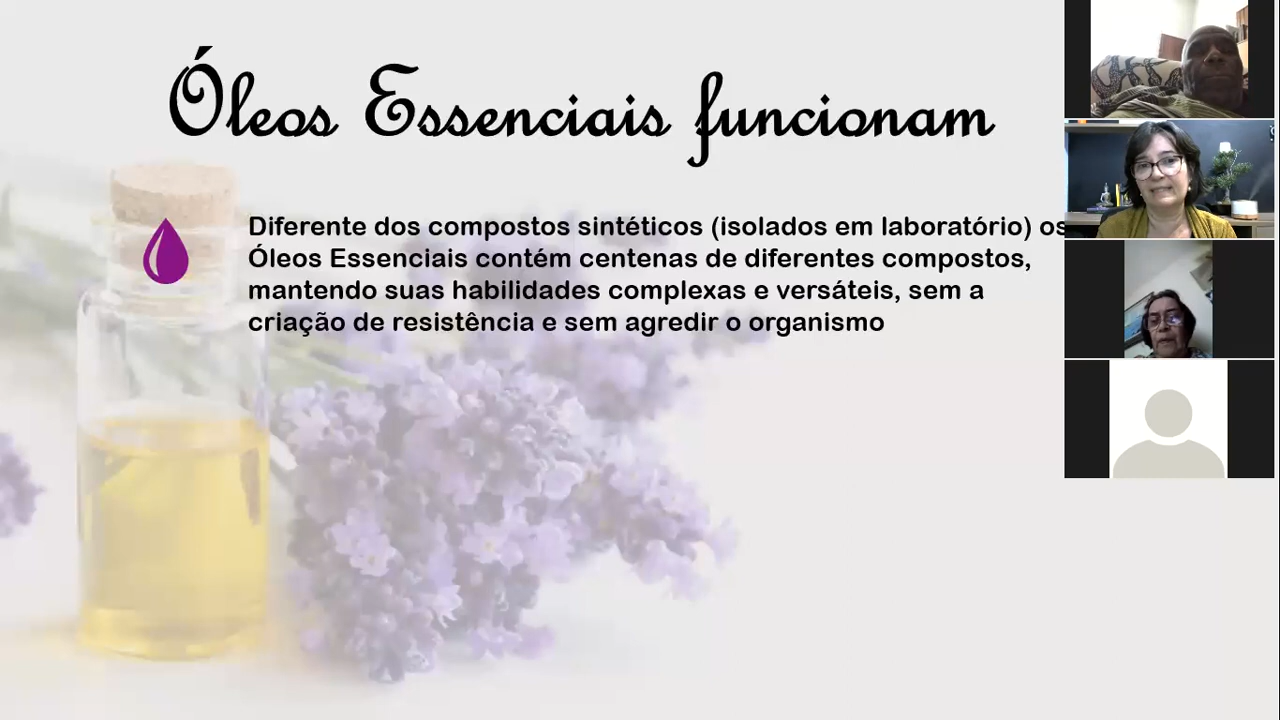 Óleos Essenciais funcionam
Diferente dos compostos sintéticos (isolados em laboratório) os
Óleos Essenciais contém centenas de diferentes compostos,
mantendo suas habilidades complexas e versáteis, sem a
criação de resistência e sem agredir o organismo